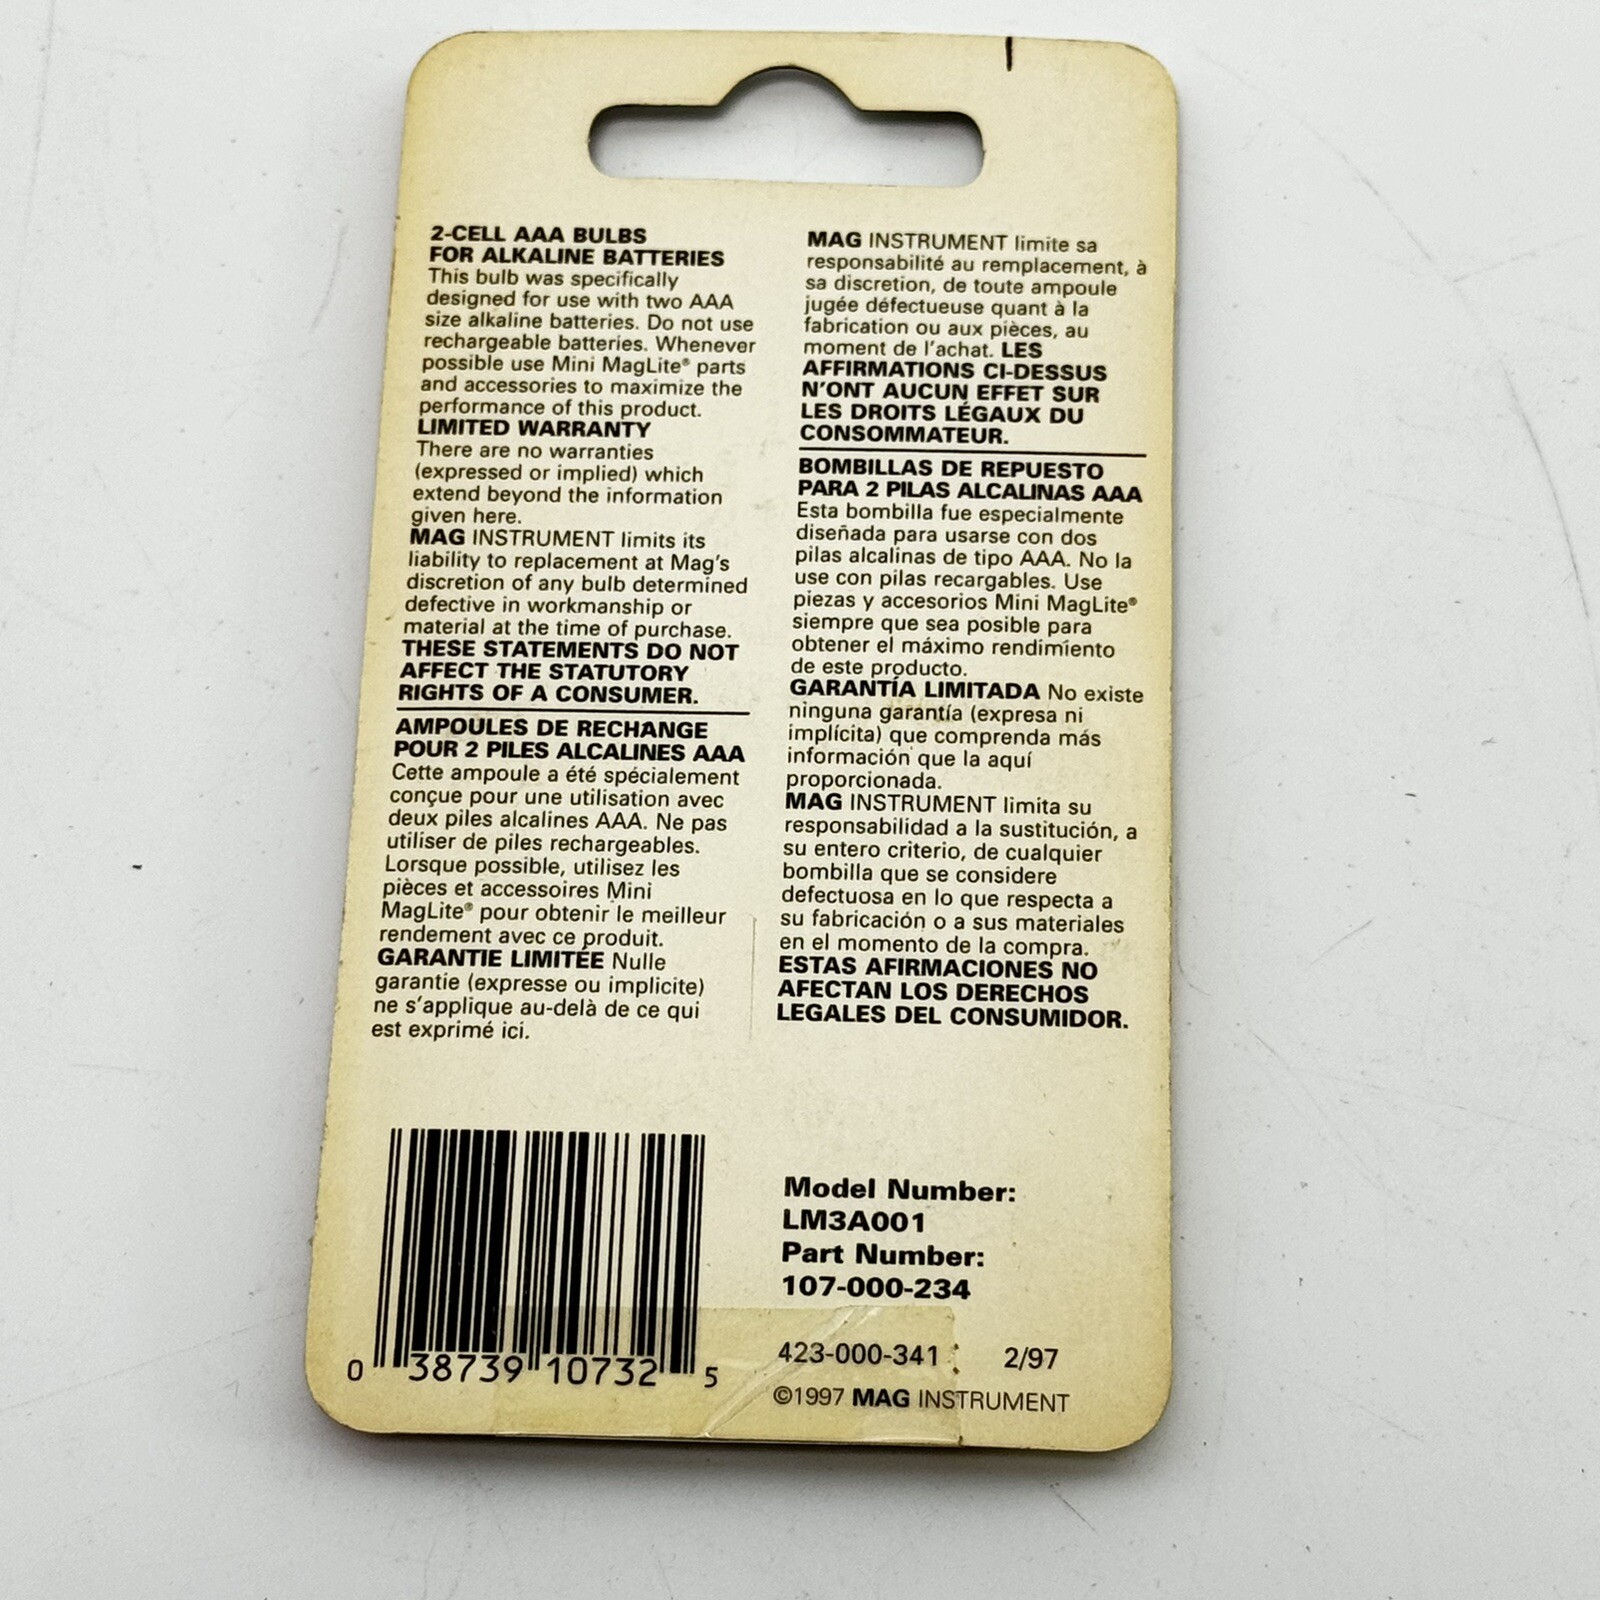 2-CELL AAA BULBS
FOR ALKALINE BATTERIES
This bulb was specifically
designed for use with two AAA
size alkaline batteries. Do not use
rechargeable batteries. Whenever
possible use Mini MagLite® parts
and accessories to maximize the
performance of this product.
LIMITED WARRANTY
There are no warranties
(expressed or implied) which
extend beyond the information
given here.
MAG INSTRUMENT limits its
liability to replacement at Mag's
discretion of any bulb determined
defective in workmanship or
material at the time of purchase.
THESE STATEMENTS DO NOT
AFFECT THE STATUTORY
RIGHTS OF A CONSUMER.
AMPOULES DE RECHANGE
POUR 2 PILES ALCALINES AAA
Cette ampoule a été spécialement
conçue pour une utilisation avec
deux piles alcalines AAA. Ne pas
utiliser de piles rechargeables.
Lorsque possible, utilisez les
pièces et accessoires Mini
MagLite® pour obtenir le meilleur
rendement avec ce produit.
GARANTIE LIMITÉE Nulle
garantie (expresse ou implicite)
ne s'applique au-delà de ce qui
est exprimé ici.
MAG INSTRUMENT limite sa
responsabilité au remplacement, à
sa discretion, de toute ampoule
jugée défectueuse quant à la
fabrication ou aux pièces, au
moment de l'achat. LES
AFFIRMATIONS CI-DESSUS
N'ONT AUCUN EFFET SUR
LES DROITS LÉGAUX DU
CONSOMMATEUR.
BOMBILLAS DE REPUESTO
PARA 2 PILAS ALCALINAS AAA
Esta bombilla fue especialmente
diseñada para usarse con dos
pilas alcalinas de tipo AAA. No la
use con pilas recargables. Use
piezas y accesorios Mini MagLite®
siempre que sea posible para
obtener el máximo rendimiento
de este producto.
GARANTÍA LIMITADA No existe
ninguna garantía (expresa ni
implícita) que comprenda más
información que la aquí
proporcionada.
MAG INSTRUMENT limita su
responsabilidad a la sustitución, a
su entero criterio, de cualquier
bombilla que se considere
defectuosa en lo que respecta a
su fabricación o a sus materiales
en el momento de la compra.
ESTAS AFIRMACIONES NO
AFECTAN LOS DERECHOS
LEGALES DEL CONSUMIDOR.
0 38739 10732 5
Model Number:
LM3A001
Part Number:
107-000-234
423-000-341 2/97
©1997 MAG INSTRUMENT